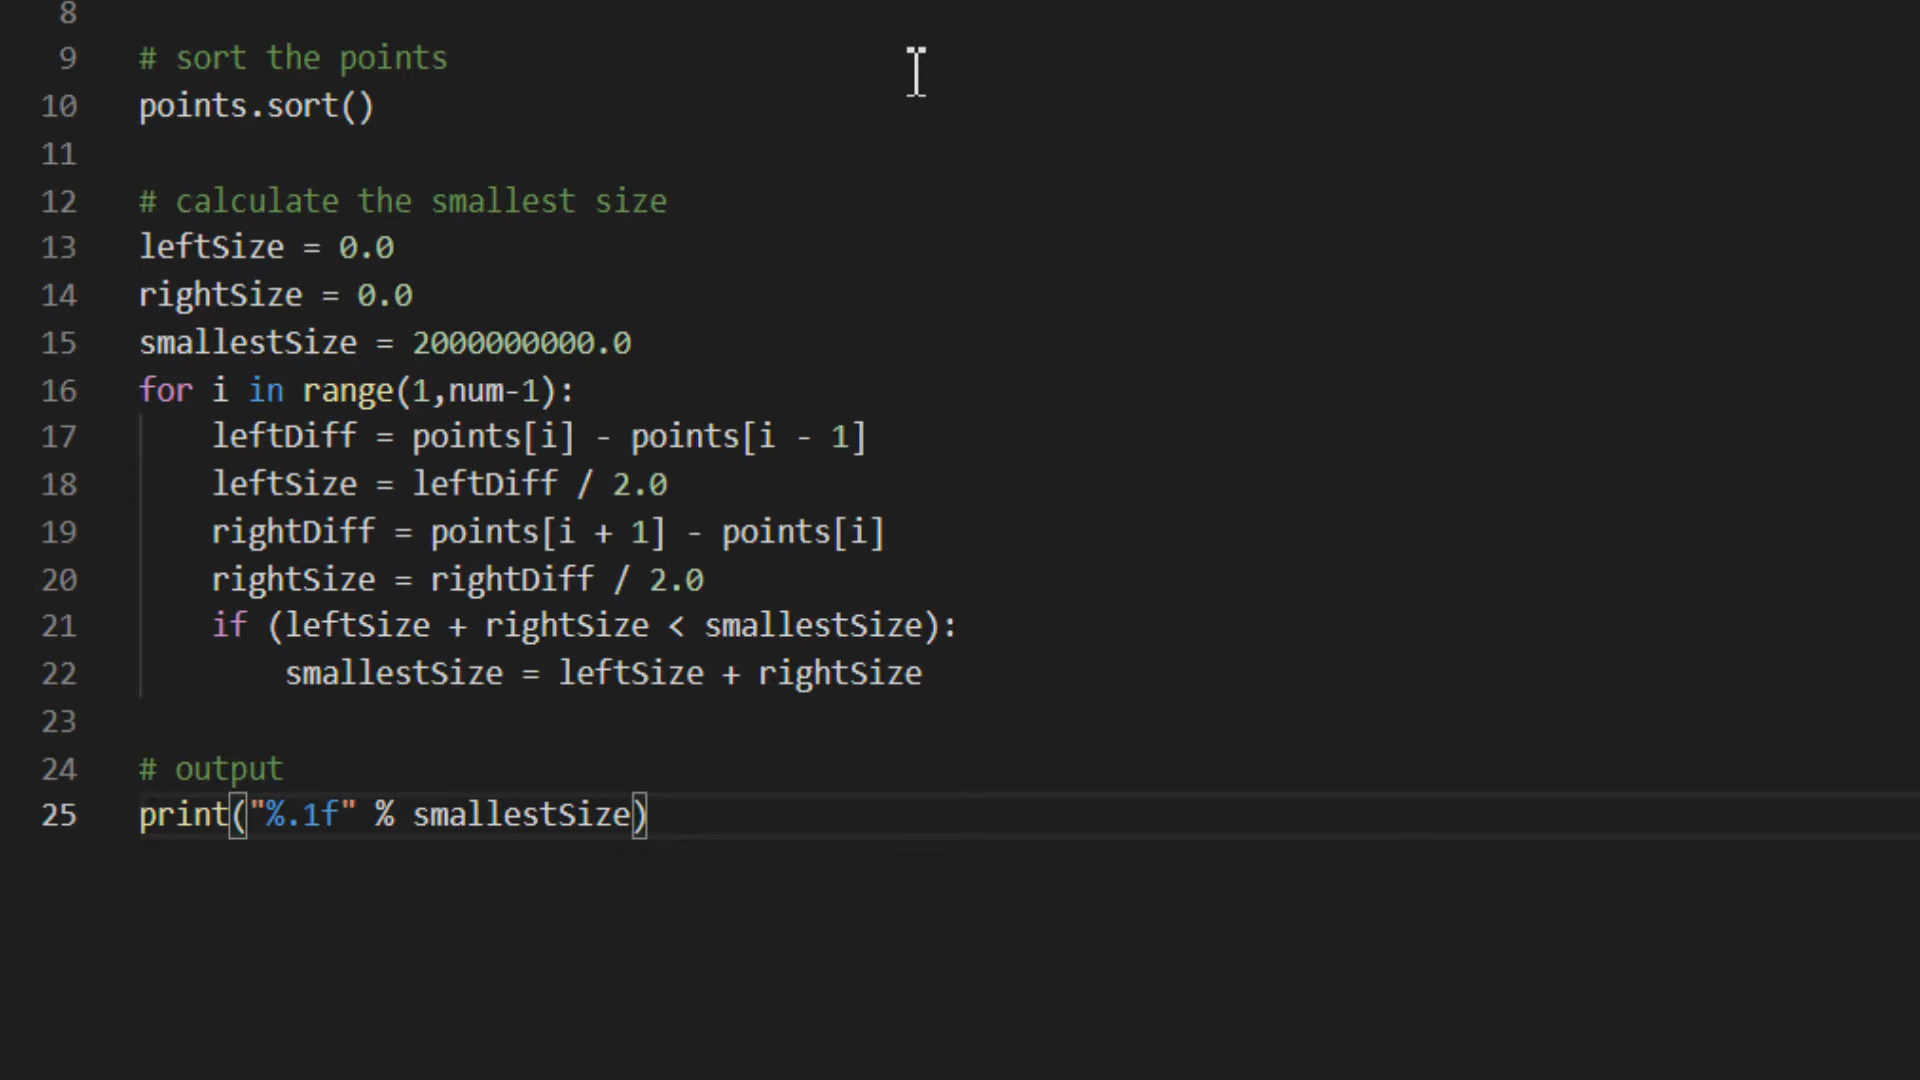 8
9 # sort the points
10 points.sort()
11
12 # calculate the smallest size
13 leftSize = 0.0
14 rightSize = 0.0
15 smallestSize = 2000000000.0
16 for i in range(1,num-1):
17     leftDiff = points[i] - points[i - 1]
18     leftSize = leftDiff / 2.0
19     rightDiff = points[i + 1] - points[i]
20     rightSize = rightDiff / 2.0
21     if (leftSize + rightSize < smallestSize):
22         smallestSize = leftSize + rightSize
23
24 # output
25 print("%.1f" % smallestSize)